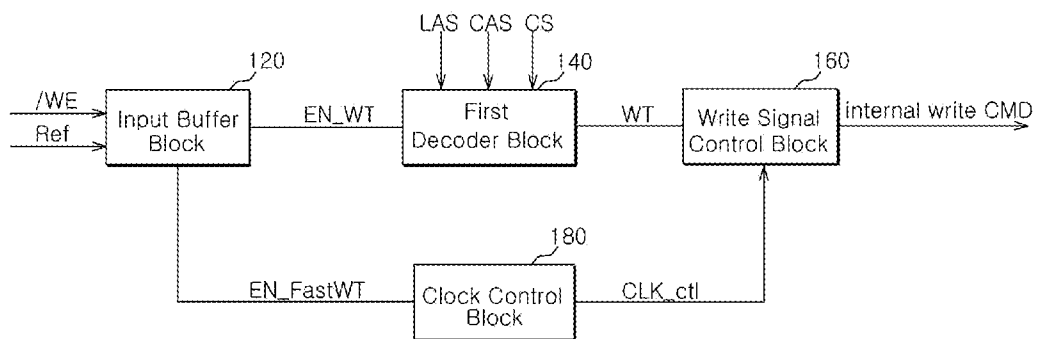 LAS CAS CS
120
140
160
/WE
Ref
Input Buffer
Block
EN_WT
First
Decoder Block
WT
Write Signal
Control Block
internal write CMD
180
EN_FastWT
Clock Control
Block
CLK_ctl